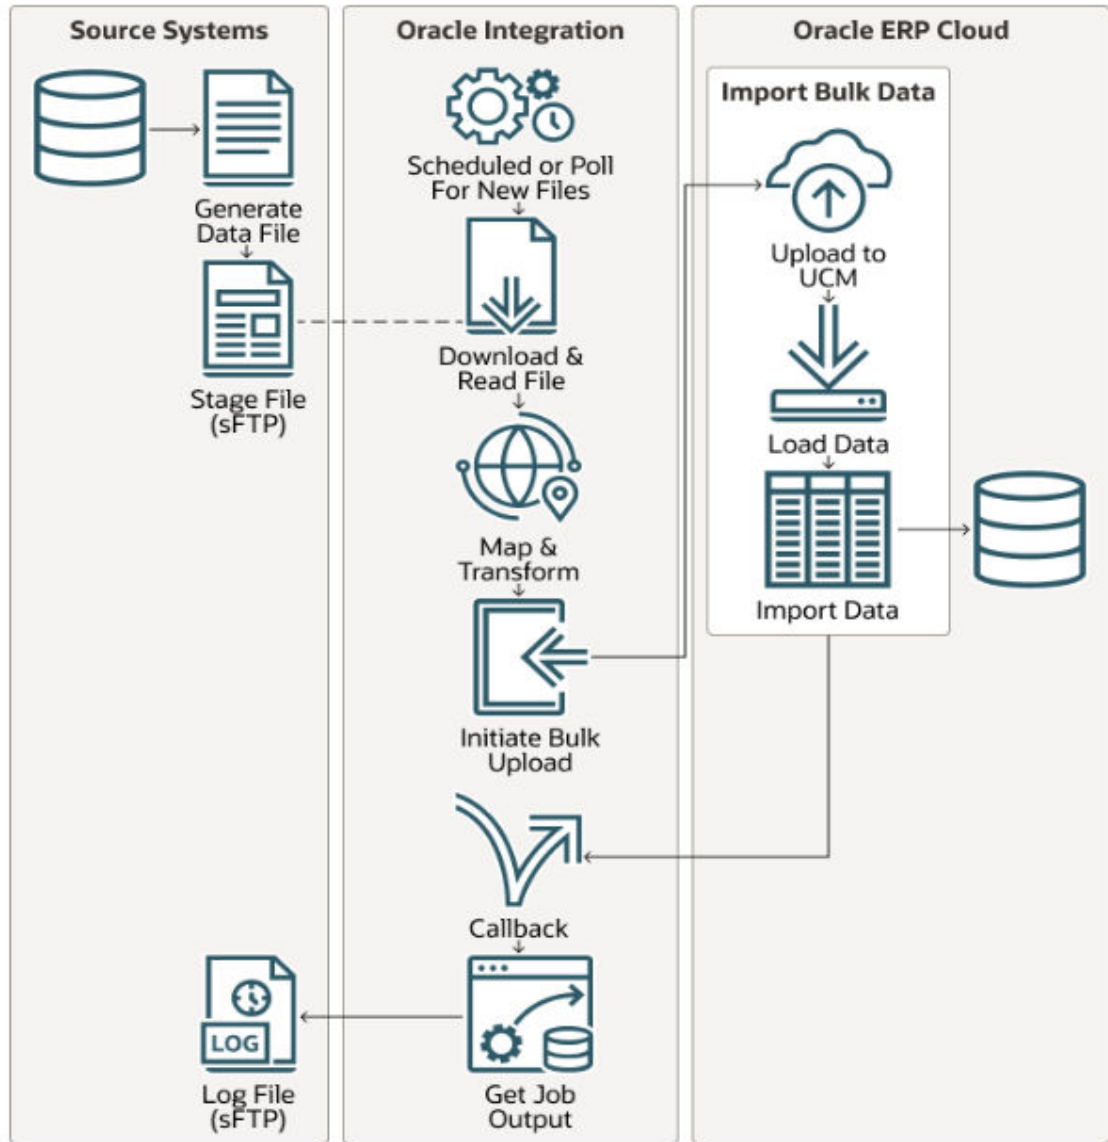 Source Systems
Generate
Data File
Stage File
(sFTP)
Log File
(sFTP)
LOG
Oracle Integration
Scheduled or Poll
For New Files
Download &
Read File
Map &
Transform
Initiate Bulk
Upload
Callback
Get Job
Output
Oracle ERP Cloud
Import Bulk Data
Upload to
UCM
Load Data
Import Data